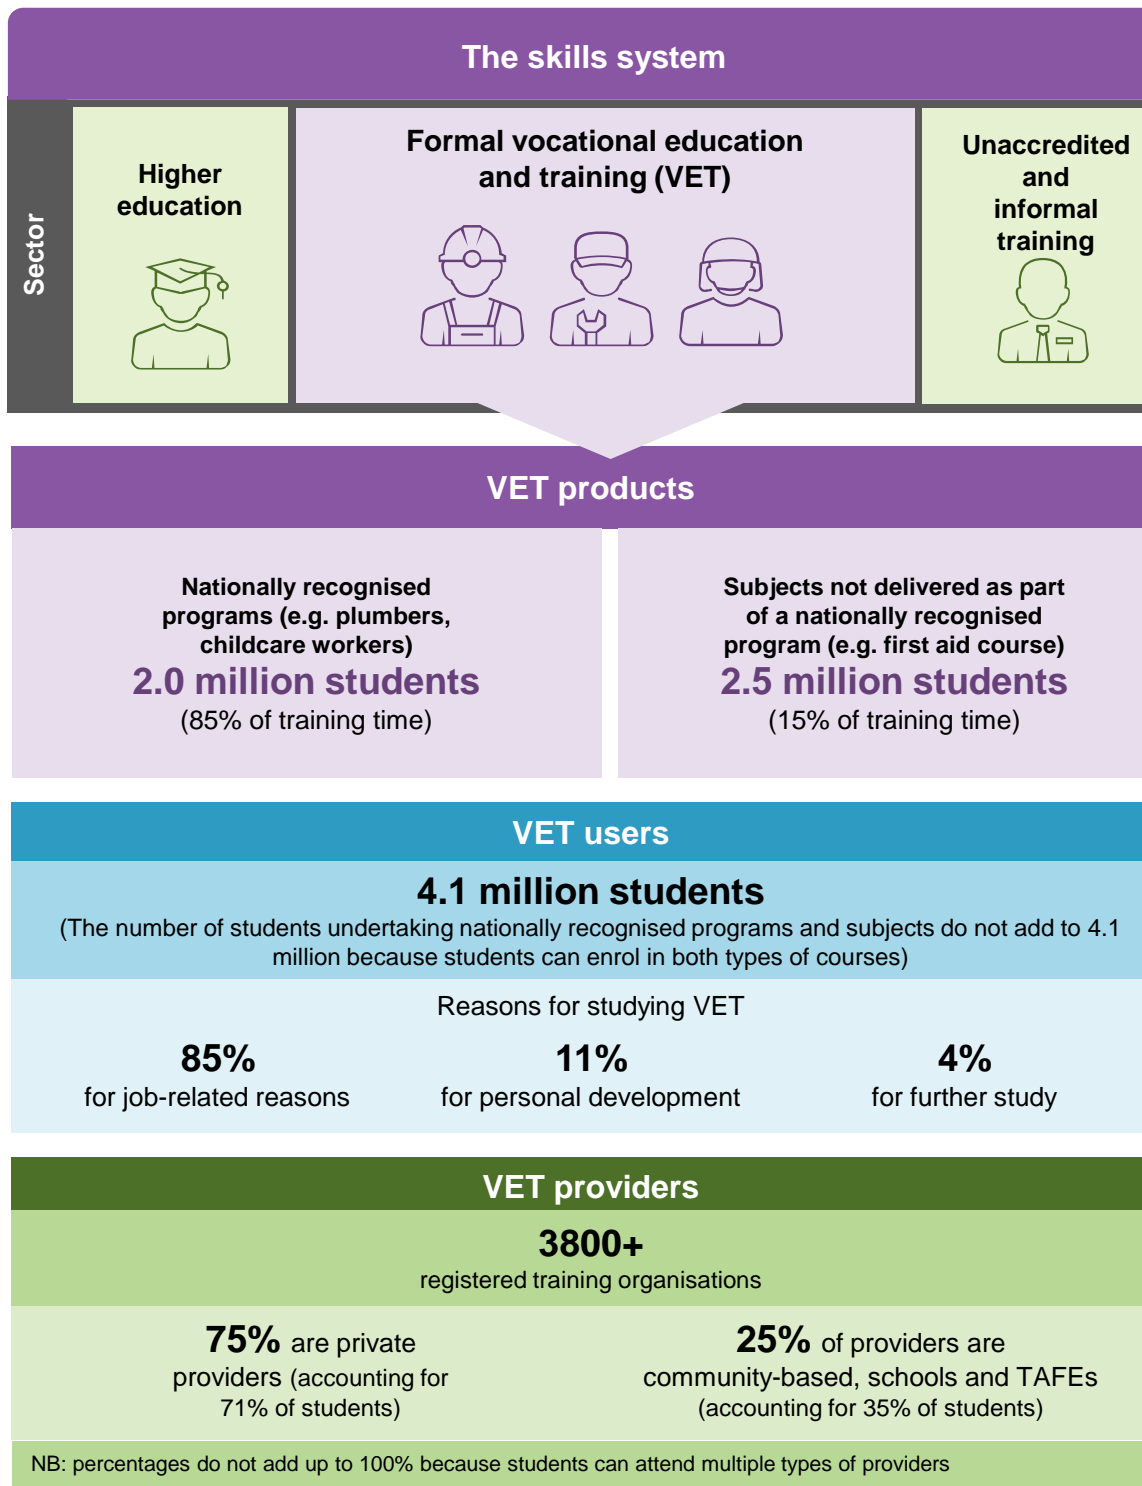 The skills system
Sector
Higher
education
Formal vocational education
and training (VET)
Unaccredited
and
informal
training
VET products
Nationally recognised
programs (e.g. plumbers,
childcare workers)
2.0 million students
(85% of training time)
Subjects not delivered as part
of a nationally recognised
program (e.g. first aid course)
2.5 million students
(15% of training time)
VET users
4.1 million students
(The number of students undertaking nationally recognised programs and subjects do not add to 4.1
million because students can enrol in both types of courses)
Reasons for studying VET
85%
for job-related reasons
11%
for personal development
4%
for further study
VET providers
3800+
registered training organisations
75% are private
providers (accounting for
71% of students)
25% of providers are
community-based, schools and TAFEs
(accounting for 35% of students)
NB: percentages do not add up to 100% because students can attend multiple types of providers